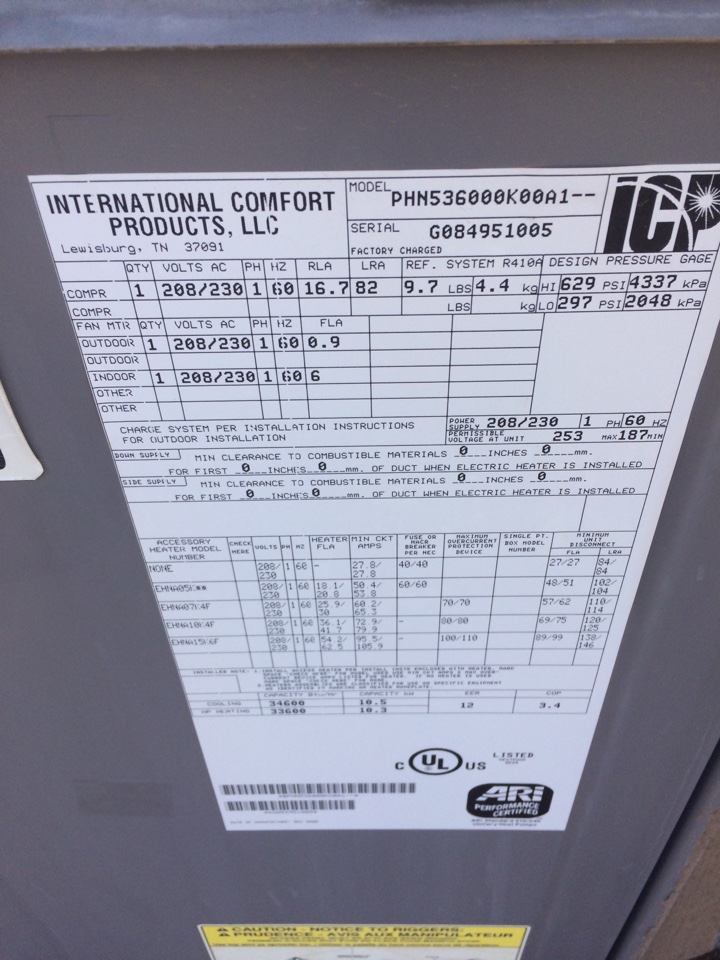 INTERNATIONAL COMFORT PRODUCTS, LLC
Lewisburg, TN 37091
MODEL PHN536000K00A1--
SERIAL G084951005
FACTORY CHARGED
ICP
QTY VOLTS AC PH HZ RLA LRA REF. SYSTEM R410A DESIGN PRESSURE GAGE
COMPR 1 208/230 1 60 16.7 82 9.7 LBS 4.4 kg HI 629 PSI 4337 kPa
COMPR LBS kg LO 297 PSI 2048 kPa
FAN MTR QTY VOLTS AC PH HZ FLA
OUTDOOR 1 208/230 1 60 0.9
OUTDOOR
INDOOR 1 208/230 1 60 6
OTHER
OTHER
CHARGE SYSTEM PER INSTALLATION INSTRUCTIONS
FOR OUTDOOR INSTALLATION
POWER SUPPLY 208/230 1 PH 60 HZ
PERMISSIBLE VOLTAGE AT UNIT 253 MAX 187 MIN
DOWN SUPPLY MIN CLEARANCE TO COMBUSTIBLE MATERIALS 0 INCHES 0 mm.
FOR FIRST 0 INCHES 0 mm. OF DUCT WHEN ELECTRIC HEATER IS INSTALLED
SIDE SUPPLY MIN CLEARANCE TO COMBUSTIBLE MATERIALS 0 INCHES 0 mm.
FOR FIRST 0 INCHES 0 mm. OF DUCT WHEN ELECTRIC HEATER IS INSTALLED
ACCESSORY HEATER MODEL NUMBER CHECK HERE VOLTS PH HZ HEATER FLA MIN CKT AMPS FUSE OR HACR BREAKER PER NEC MAXIMUM OVERCURRENT PROTECTION DEVICE SINGLE PT. BOX MODEL NUMBER MINIMUM UNIT DISCONNECT
FLA LRA
NONE 208/230 1 60 - 27.8/27.8 40/40 27/27 84/84
208/230 1 60 18.1/20.8 50.4/53.8 60/60 48/51 102/104
208/230 1 60 25.9/30 60.2/65.3 70/70 57/62 110/114
208/230 1 60 36.1/41.7 72.9/79.9 - 80/80 69/75 120/125
208/230 1 60 54.2/62.5 95.5/105.9 - 100/110 89/99 138/146
INSTALLER NOTE:
CAPACITY CAPACITY kW EER COP
COOLING 34600 10.5 12 3.4
HP HEATING 33600 10.3
C UL US LISTED
ARI
PERFORMANCE CERTIFIED
CAUTION - NOTICE TO RIGGERS:
PRUDENCE - AVIS AUX MANIPULATEUR